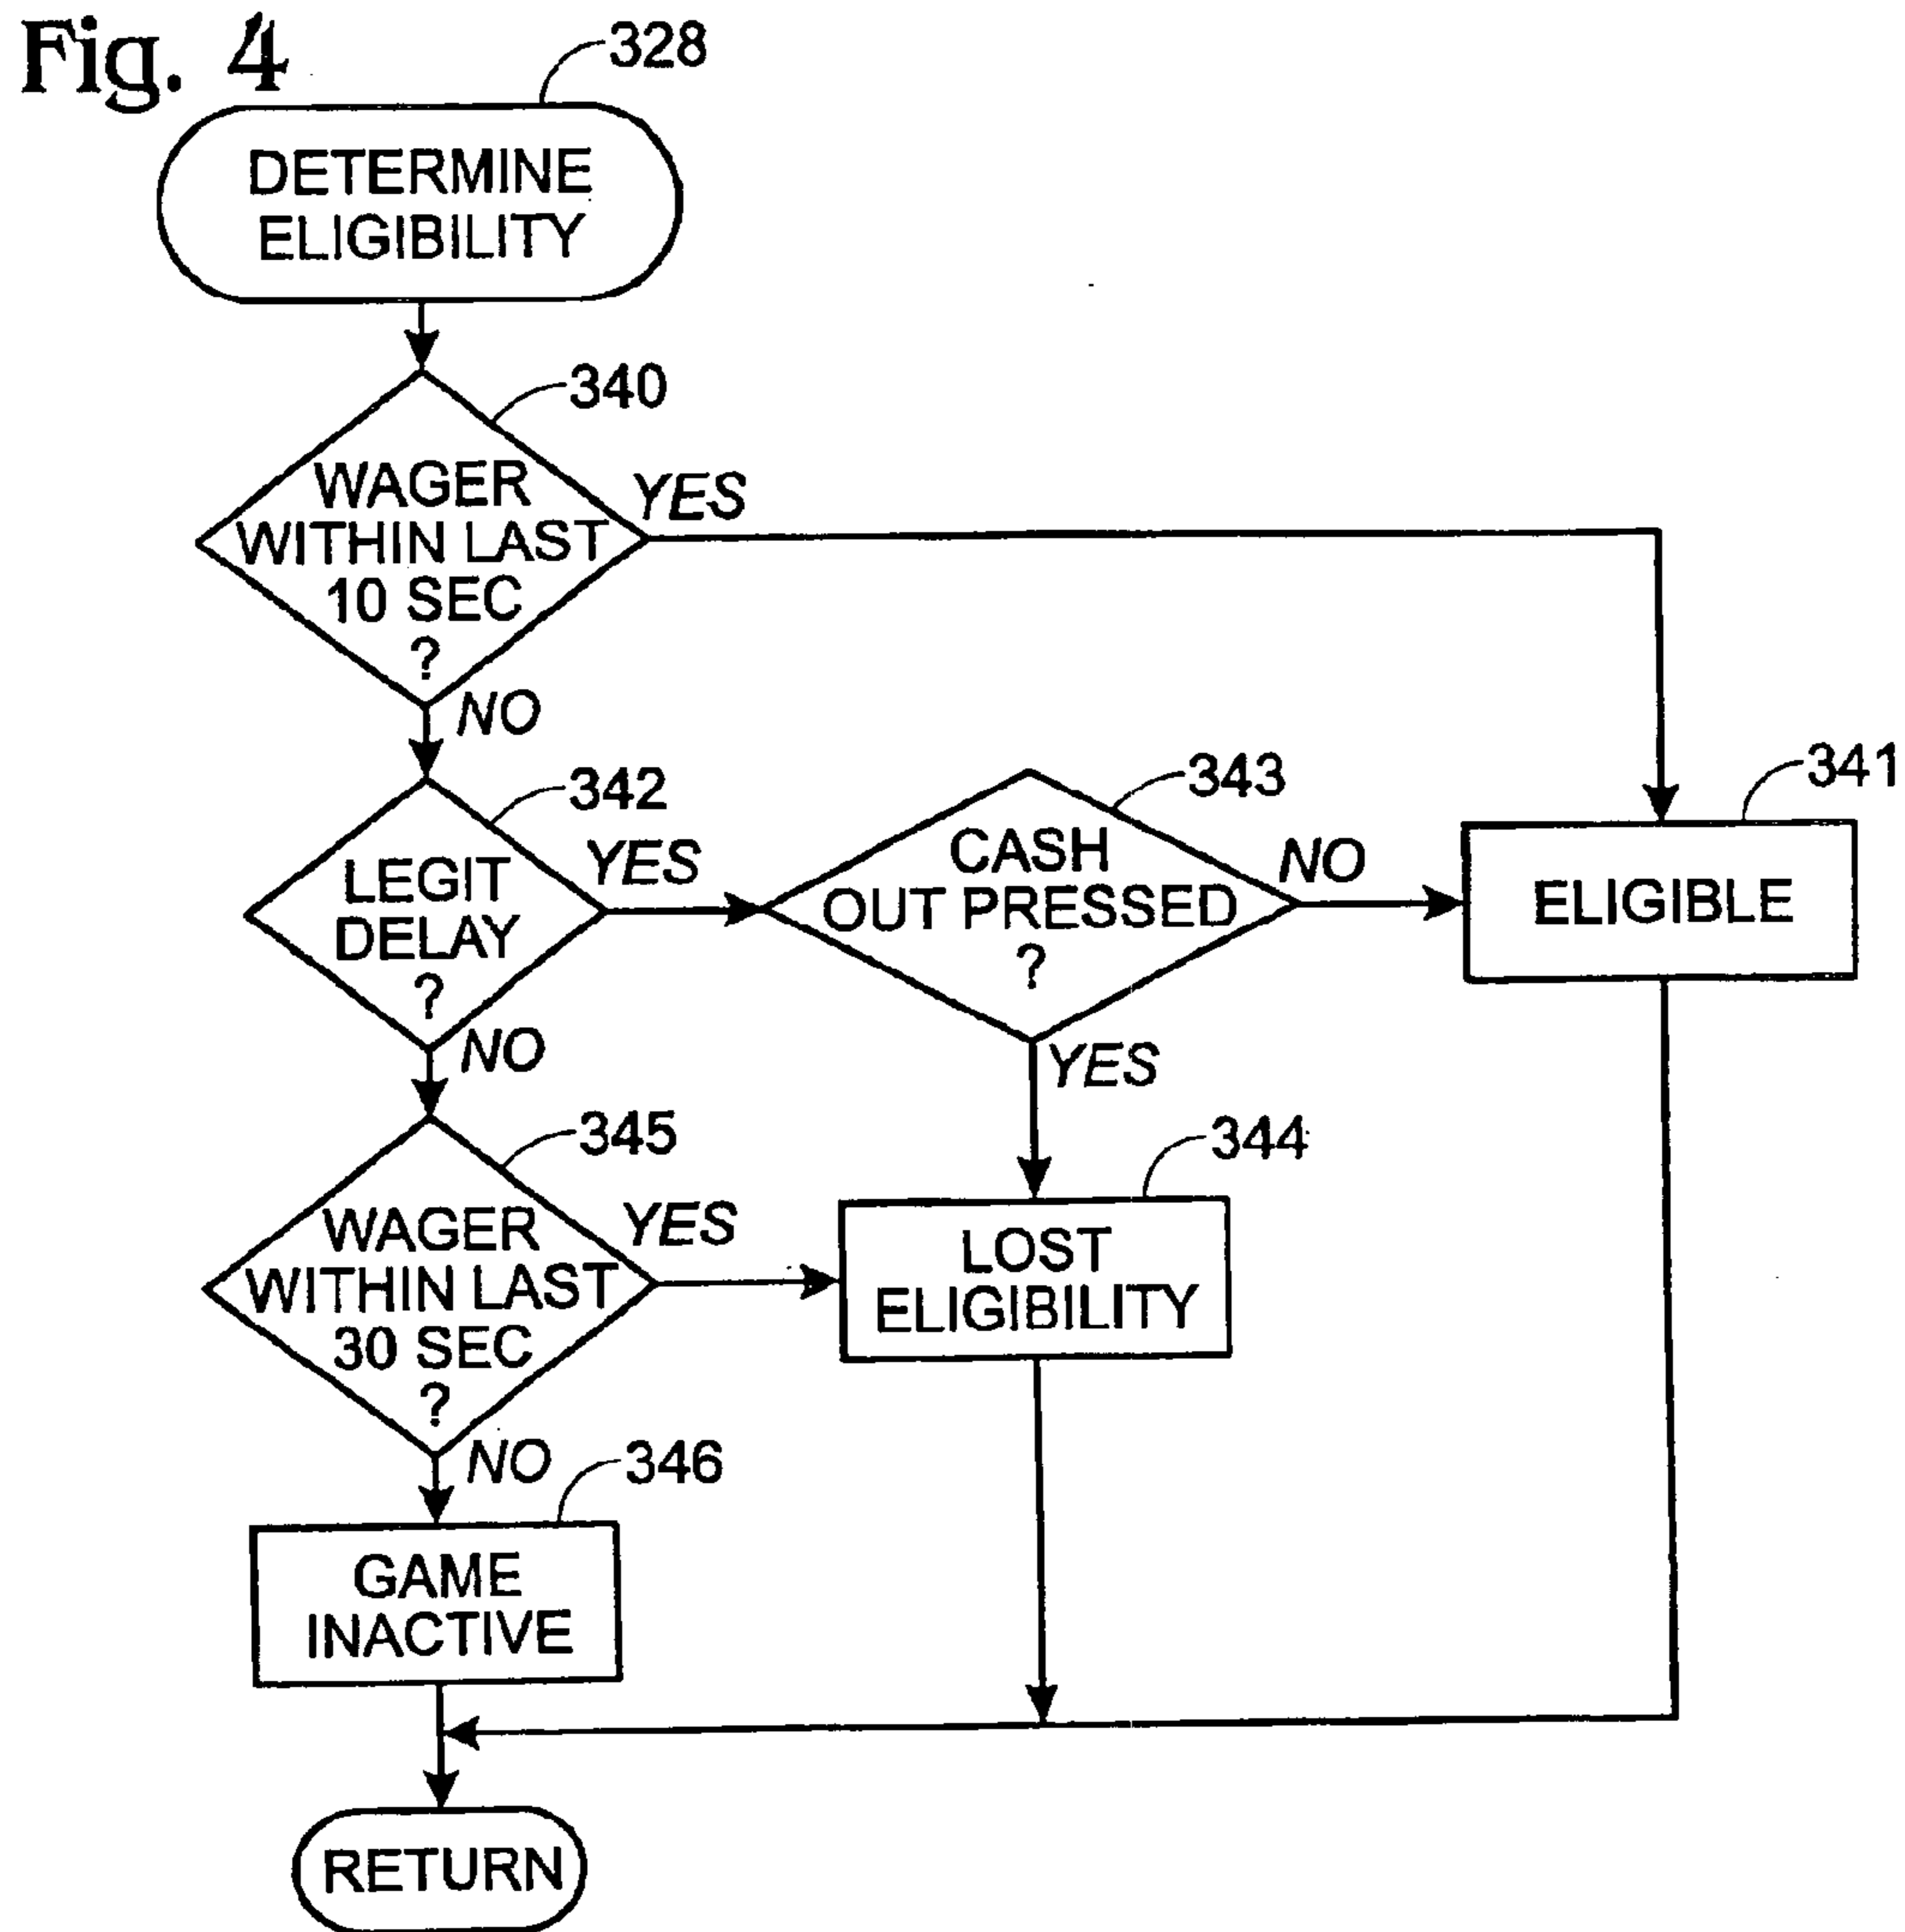 Fig. 4
328
DETERMINE
ELIGIBILITY
340
WAGER
WITHIN LAST
10 SEC
?
YES
NO
342
LEGIT
DELAY
?
YES
NO
343
CASH
OUT PRESSED
?
NO
YES
341
ELIGIBLE
345
WAGER
WITHIN LAST
30 SEC
?
YES
NO
344
LOST
ELIGIBILITY
346
GAME
INACTIVE
RETURN